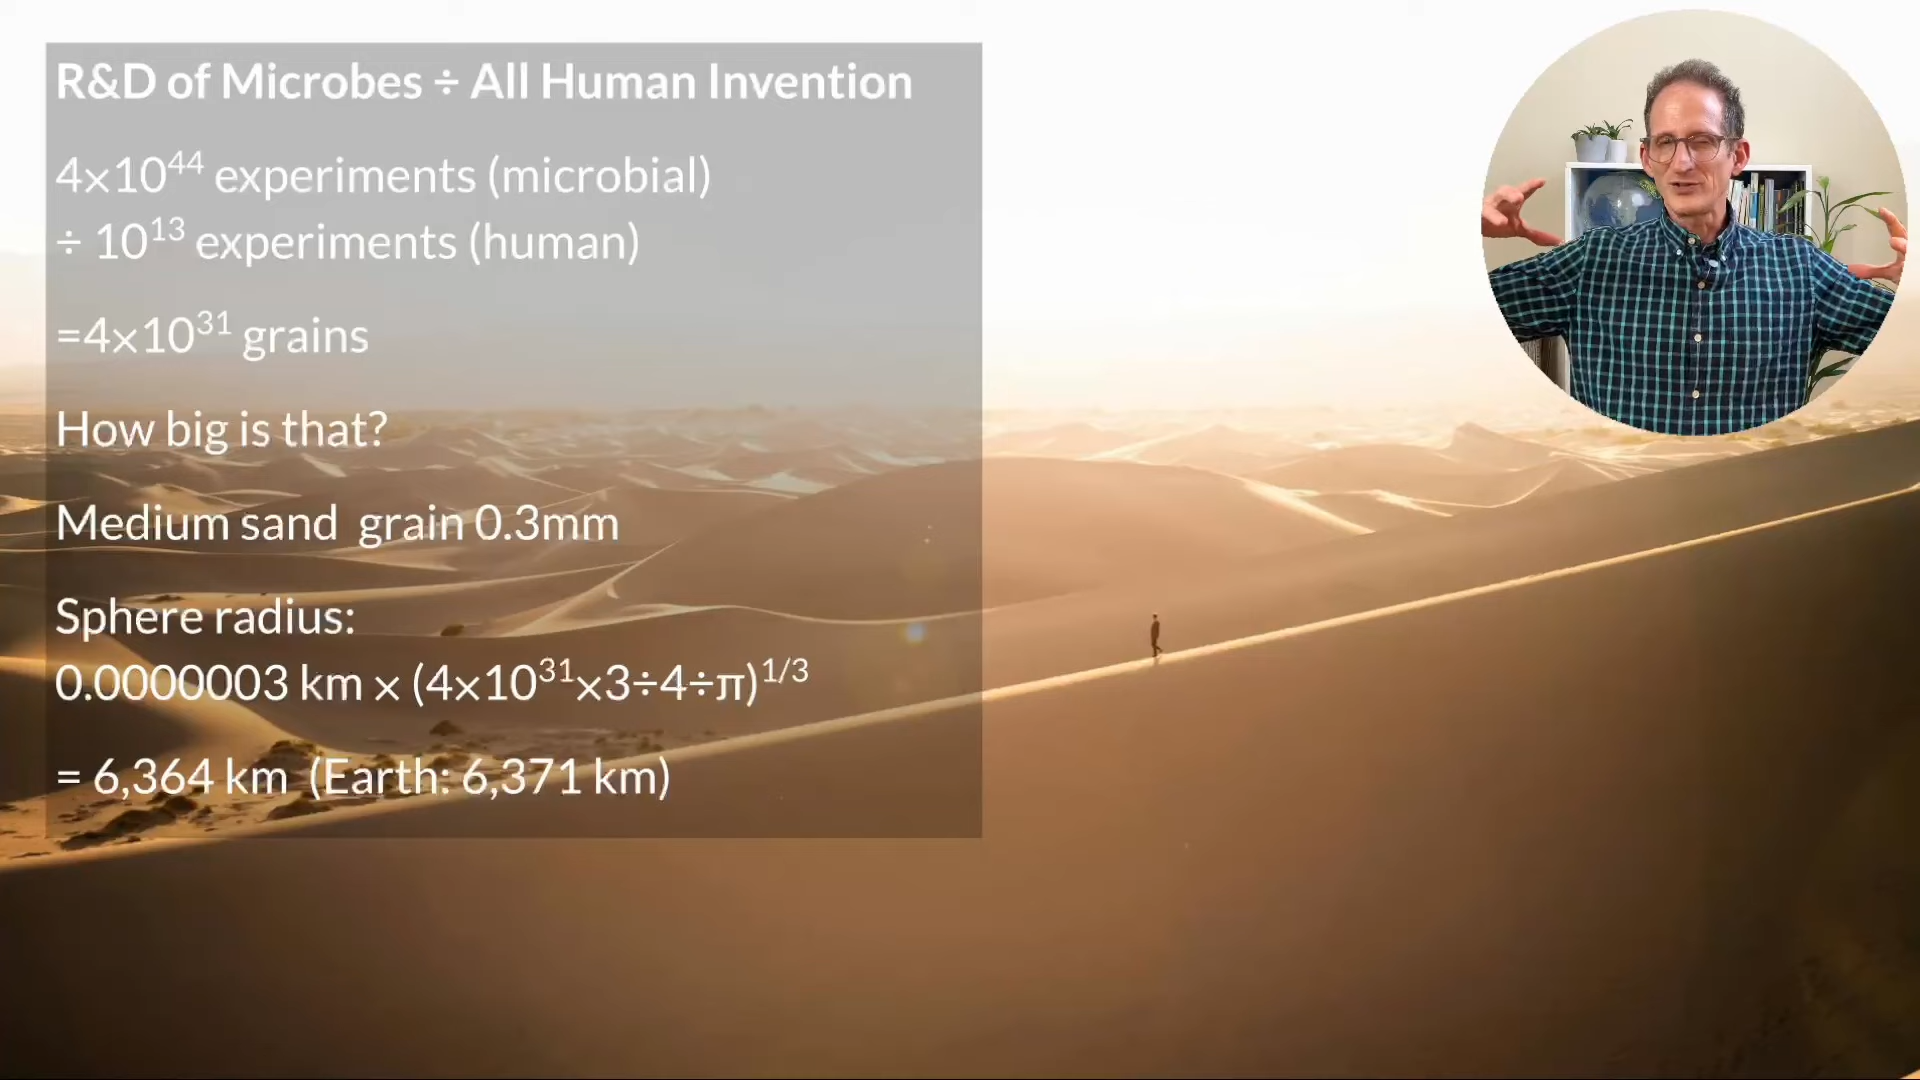 R&D of Microbes ÷ All Human Invention
4×10⁴⁴ experiments (microbial)
÷ 10¹³ experiments (human)
=4×10³¹ grains
How big is that?
Medium sand grain 0.3mm
Sphere radius:
0.0000003 km × (4×10³¹×3÷4÷π)¹/³
= 6,364 km (Earth: 6,371 km)